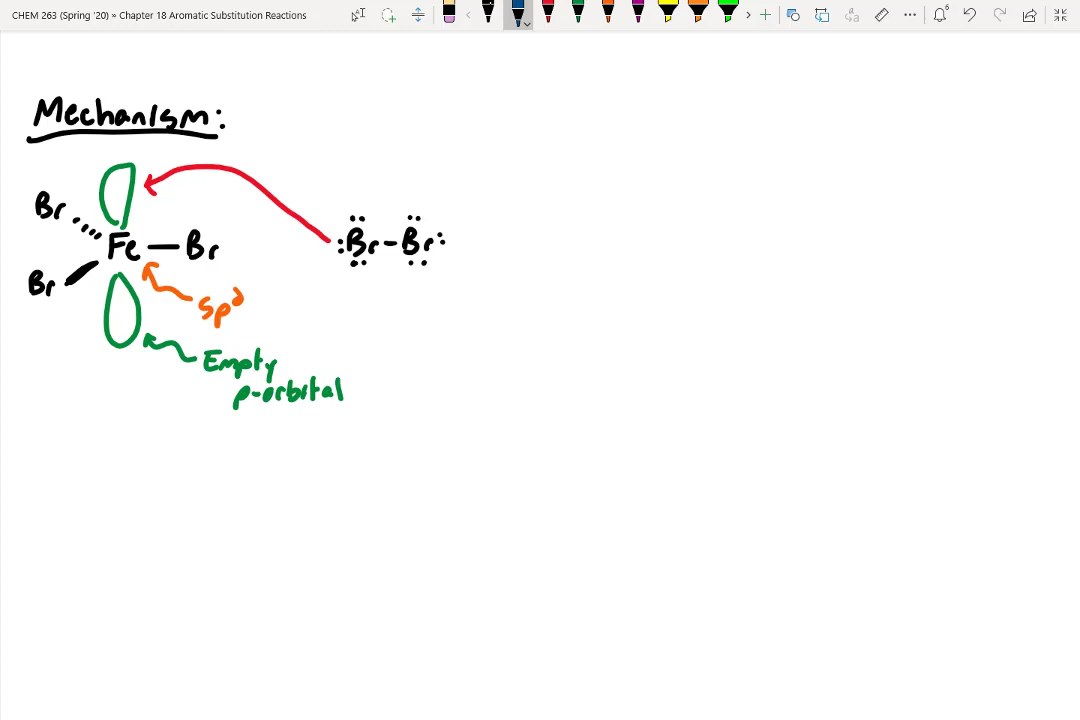 CHEM 263 (Spring '20) » Chapter 18 Aromatic Substitution Reactions
6
Mechanism:
Br
Fe — Br
:Br-Br:
Br
sp²
Empty
p-orbital